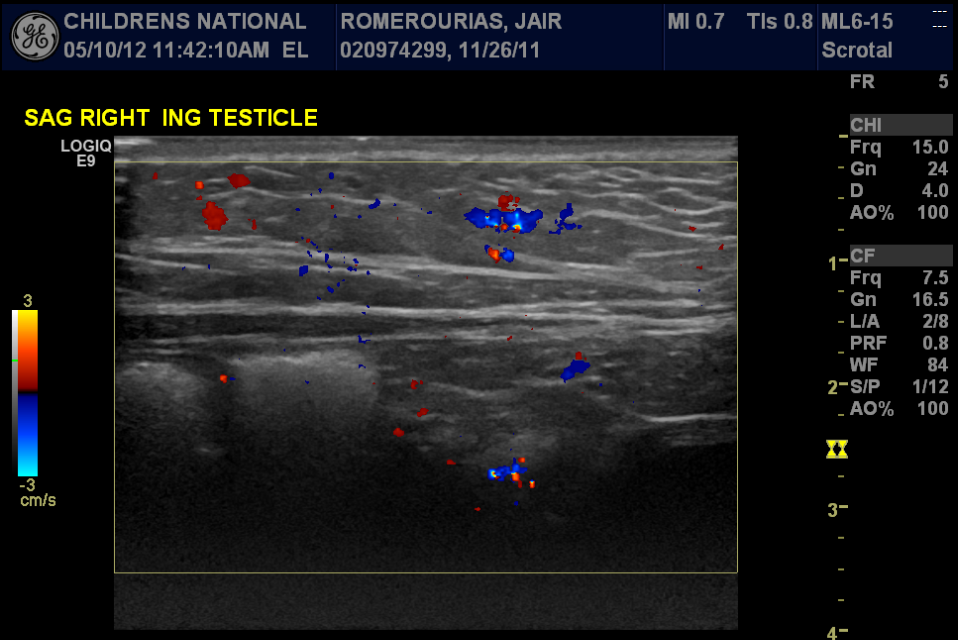 CHILDRENS NATIONAL
05/10/12 11:42:10AM EL
ROMEROURIAS, JAIR
020974299, 11/26/11
MI 0.7 TIs 0.8
ML6-15
Scrotal
SAG RIGHT ING TESTICLE
LOGIQ
E9
FR 5
CHI
Frq 15.0
Gn 24
D 4.0
AO% 100
CF
Frq 7.5
Gn 16.5
L/A 2/8
PRF 0.8
WF 84
S/P 1/12
AO% 100
3
-3
cm/s
1
2
3
4